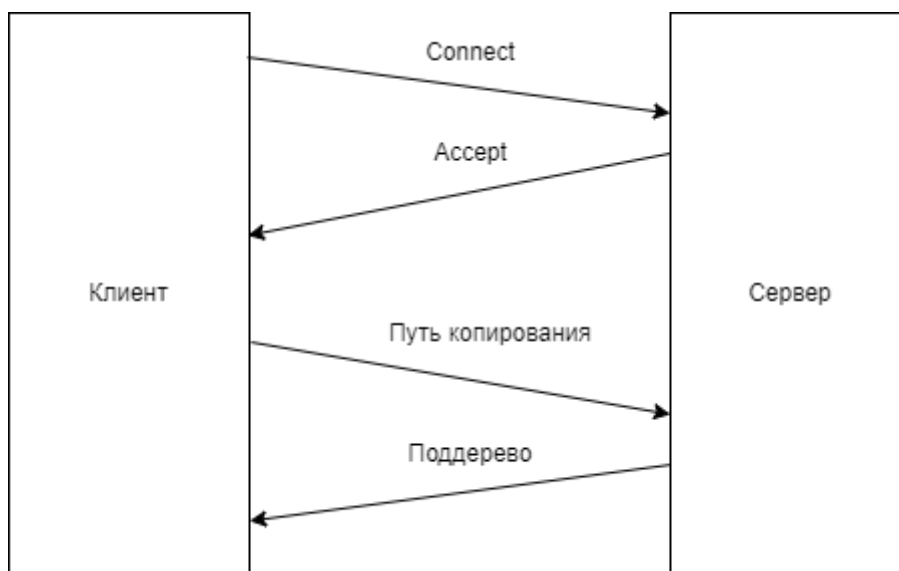 Connect
Accept
Клиент
Сервер
Путь копирования
Поддерево